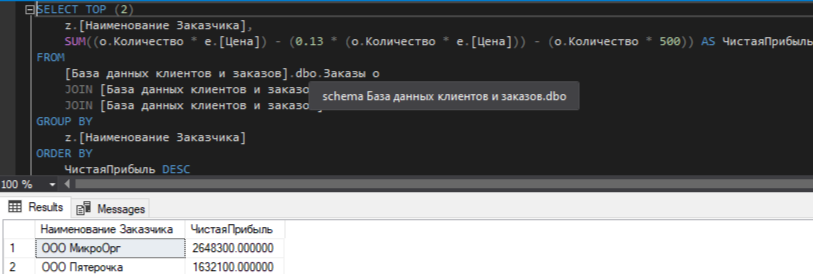 SELECT TOP (2)
z.[Наименование Заказчика],
SUM((о.Количество * е.[Цена]) - (0.13 * (о.Количество * е.[Цена])) - (о.Количество * 500)) AS ЧистаяПрибыль
FROM
[База данных клиентов и заказов].dbo.Заказы о
JOIN [База данных клиентов и заказо
schema База данных клиентов и заказов.dbo
JOIN [База данных клиентов и заказов]
GROUP BY
z.[Наименование Заказчика]
ORDER BY
ЧистаяПрибыль DESC
100 %
Results Messages
Наименование Заказчика ЧистаяПрибыль
1 ООО МикроОрг 2648300.000000
2 ООО Пятерочка 1632100.000000